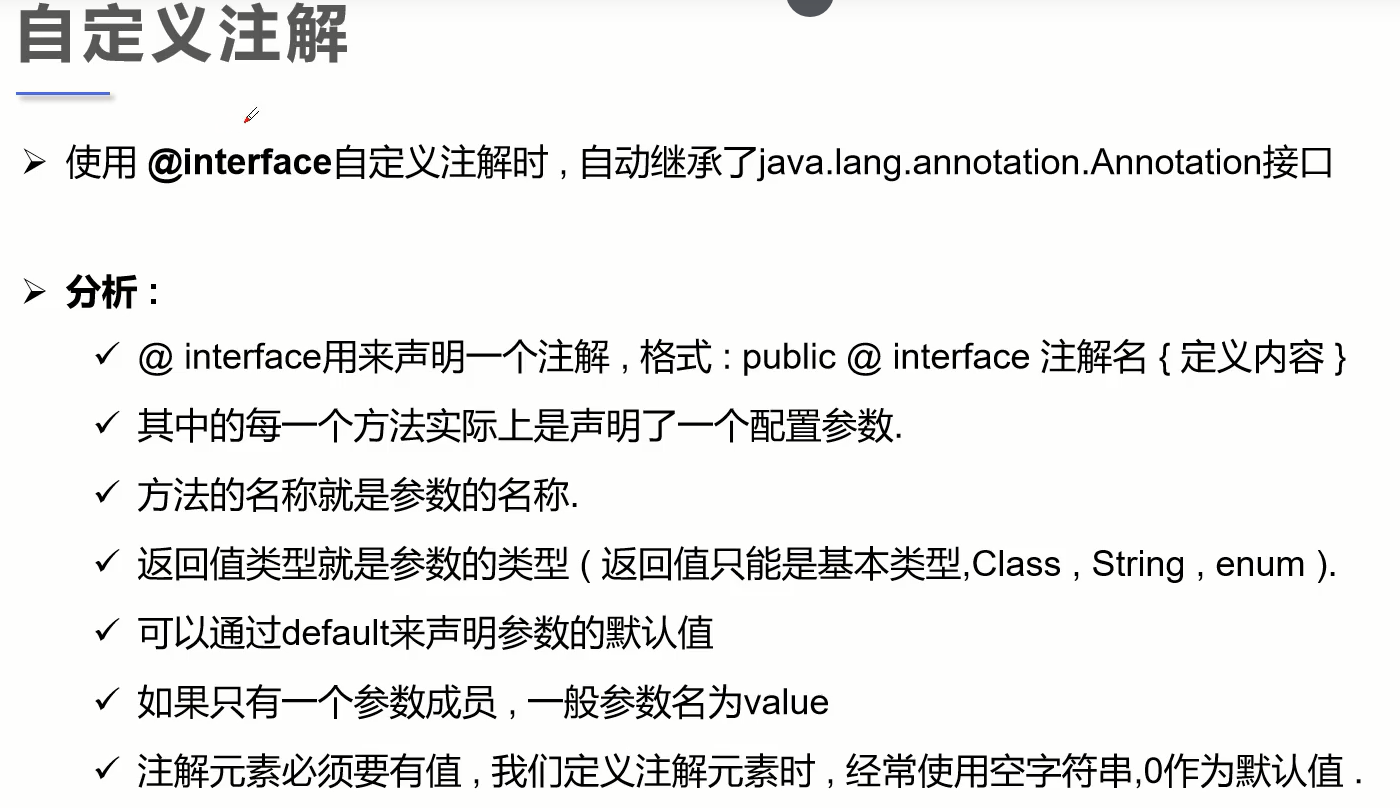 自定义注解
使用 @interface自定义注解时 , 自动继承了java.lang.annotation.Annotation接口
分析 :
@ interface用来声明一个注解 , 格式 : public @ interface 注解名 { 定义内容 }
其中的每一个方法实际上是声明了一个配置参数.
方法的名称就是参数的名称.
返回值类型就是参数的类型 ( 返回值只能是基本类型,Class , String , enum ).
可以通过default来声明参数的默认值
如果只有一个参数成员 , 一般参数名为value
注解元素必须要有值 , 我们定义注解元素时 , 经常使用空字符串,0作为默认值 .